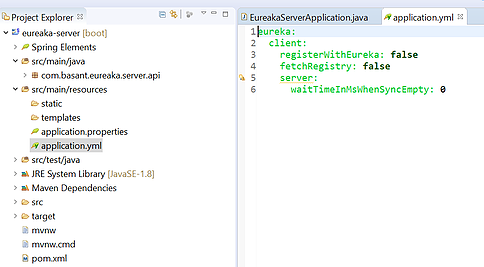 Project Explorer
eureaka-server [boot]
Spring Elements
src/main/java
com.basant.eureaka.server.api
src/main/resources
static
templates
application.properties
application.yml
src/test/java
JRE System Library [JavaSE-1.8]
Maven Dependencies
src
target
mvnw
mvnw.cmd
pom.xml
EureakaServerApplication.java
application.yml
1 eureka:
2 client:
3 registerWithEureka: false
4 fetchRegistry: false
5 server:
6 waitTimeInMsWhenSyncEmpty: 0